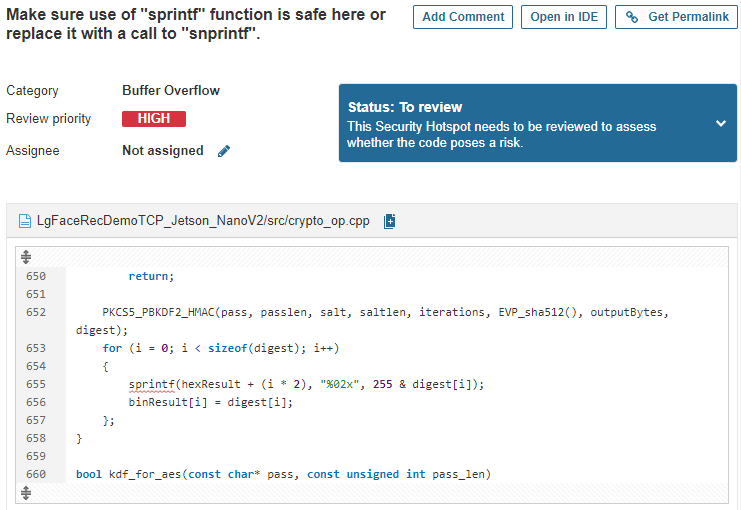 Make sure use of "sprintf" function is safe here or
replace it with a call to "snprintf".
Add Comment
Open in IDE
Get Permalink
Category
Buffer Overflow
Review priority
HIGH
Assignee
Not assigned
Status: To review
This Security Hotspot needs to be reviewed to assess
whether the code poses a risk.
LgFaceRecDemoTCP_Jetson_NanoV2/src/crypto_op.cpp
650 return;
651
652 PKCS5_PBKDF2_HMAC(pass, passlen, salt, saltlen, iterations, EVP_sha512(), outputBytes,
digest);
653 for (i = 0; i < sizeof(digest); i++)
654 {
655 sprintf(hexResult + (i * 2), "%02x", 255 & digest[i]);
656 binResult[i] = digest[i];
657 };
658 }
659
660 bool kdf_for_aes(const char* pass, const unsigned int pass_len)